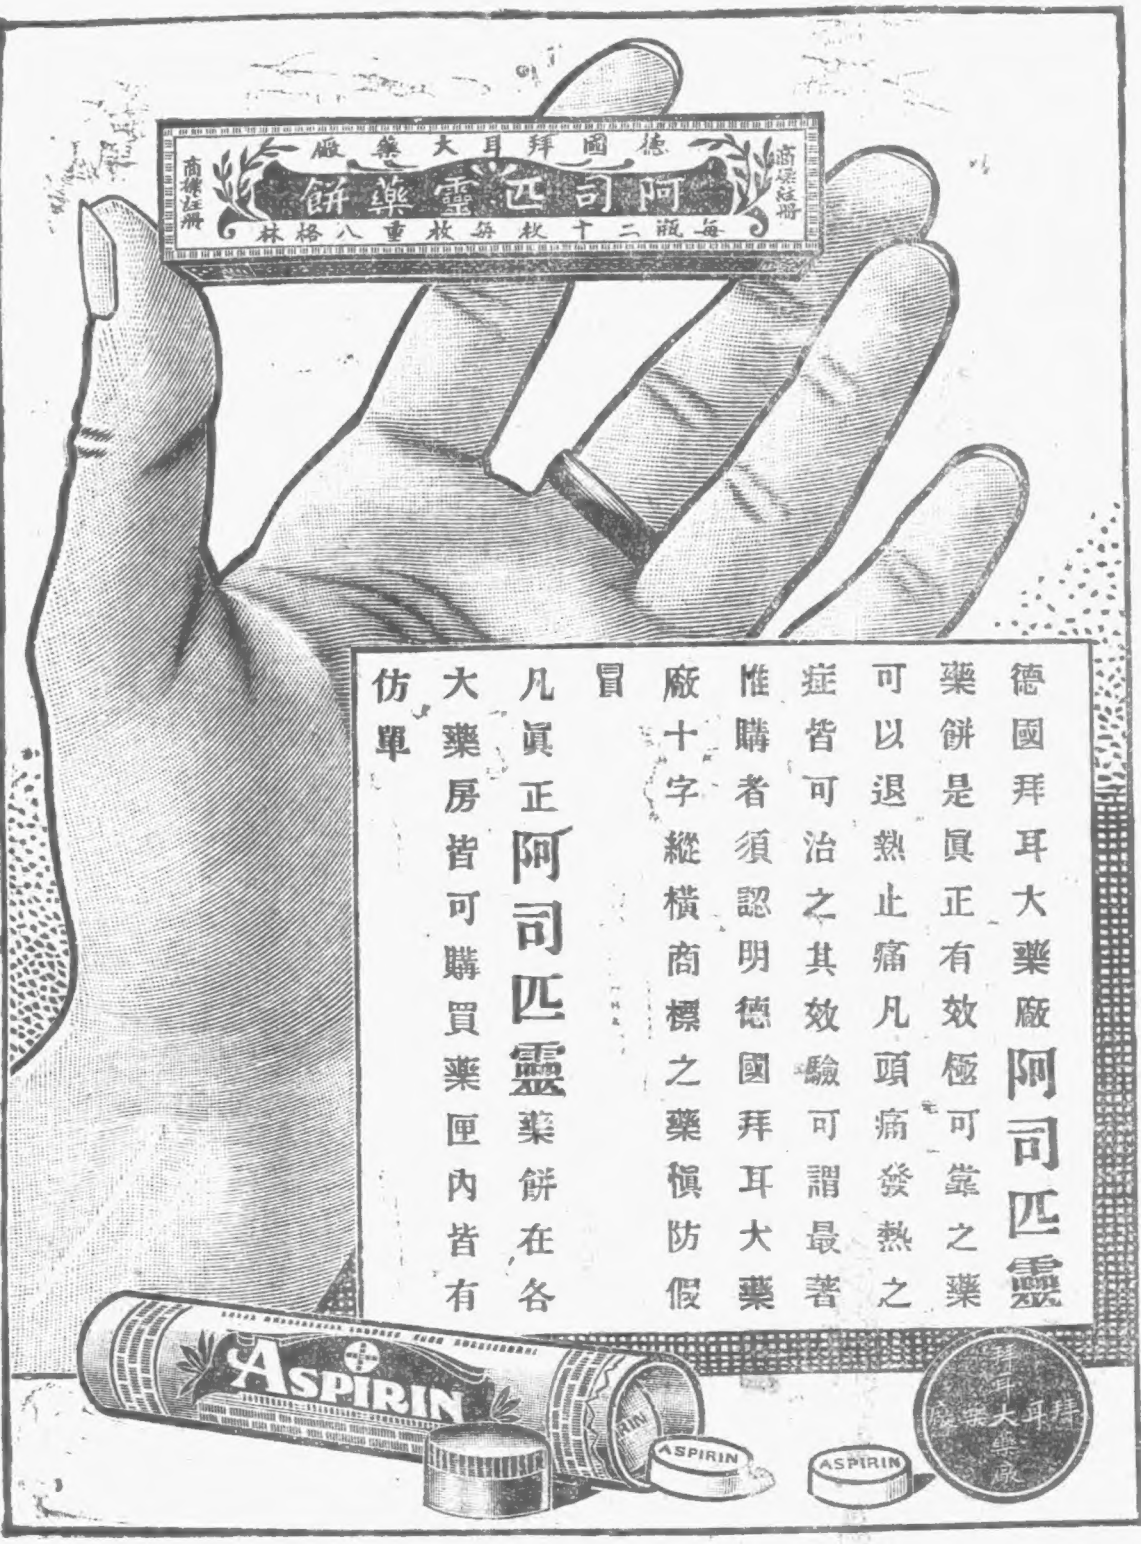 德國拜耳大藥廠
商標註冊
阿司匹靈藥餅
商標註冊
每瓶二十枚每枚重八格林
德國拜耳大藥廠阿司匹靈
藥餅是眞正有效極可靠之藥
可以退熱止痛凡頭痛發熱之
症皆可治之其效驗可謂最著
惟購者須認明德國拜耳大藥
廠十字縱橫商標之藥愼防假
冒
凡眞正阿司匹靈藥餅在各
大藥房皆可購買藥匣內皆有
仿單
ASPIRIN
RIN
ASPIRIN
ASPIRIN
拜耳大藥廠
拜耳大藥廠